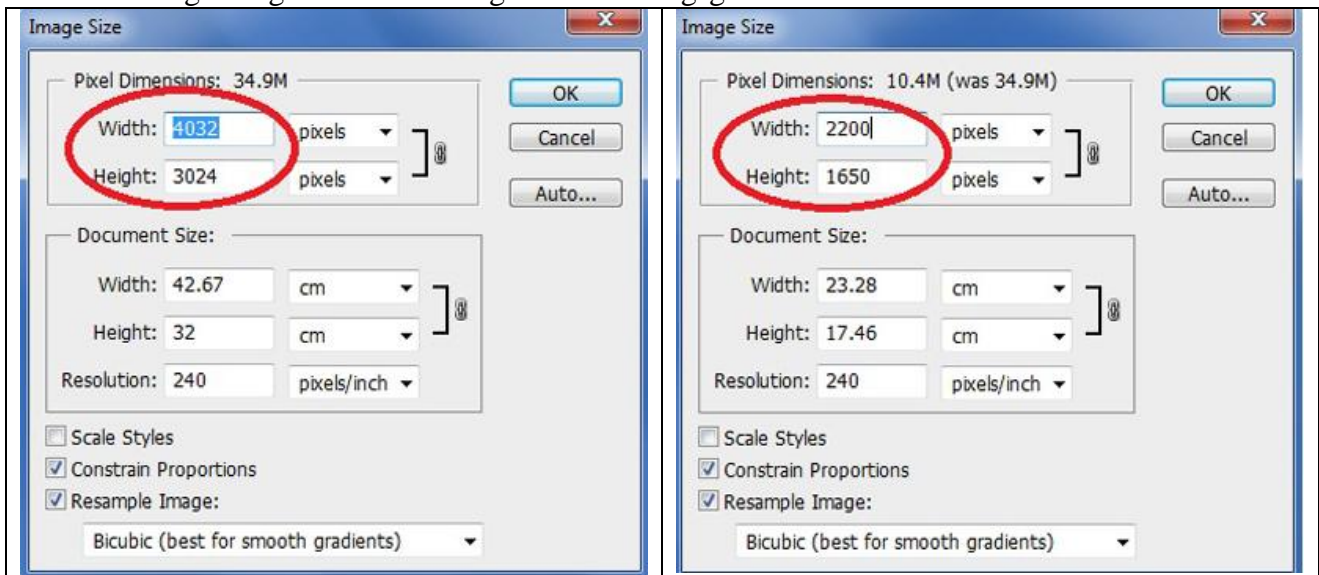 Image Size
Pixel Dimensions: 34.9M
Width: 4032 pixels
Height: 3024 pixels
OK
Cancel
Auto...
Document Size:
Width: 42.67 cm
Height: 32 cm
Resolution: 240 pixels/inch
Scale Styles
Constrain Proportions
Resample Image:
Bicubic (best for smooth gradients)
Image Size
Pixel Dimensions: 10.4M (was 34.9M)
Width: 2200 pixels
Height: 1650 pixels
OK
Cancel
Auto...
Document Size:
Width: 23.28 cm
Height: 17.46 cm
Resolution: 240 pixels/inch
Scale Styles
Constrain Proportions
Resample Image:
Bicubic (best for smooth gradients)